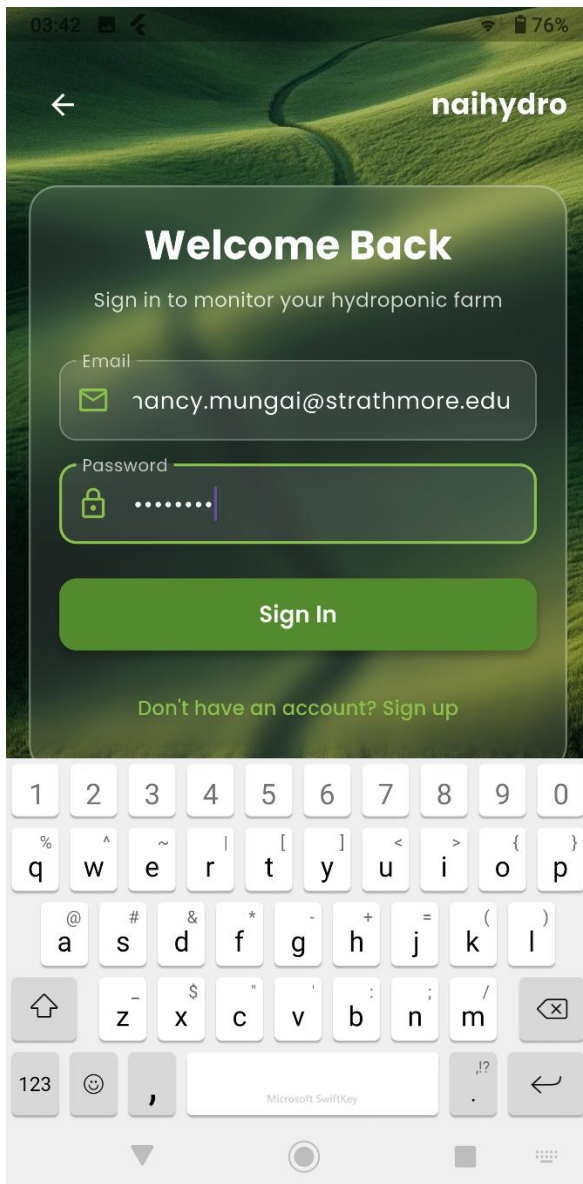 03:42 76%
naihydro
Welcome Back
Sign in to monitor your hydroponic farm
Email
nancy.mungai@strathmore.edu
Password
••••••••
Sign In
Don't have an account? Sign up
1 2 3 4 5 6 7 8 9 0
% ^ ~ | [ ] < > { }
q w e r t y u i o p
@ # & * - + = ( )
a s d f g h j k l
_ $ " ' : ; /
z x c v b n m
123 , Microsoft SwiftKey ,!? .